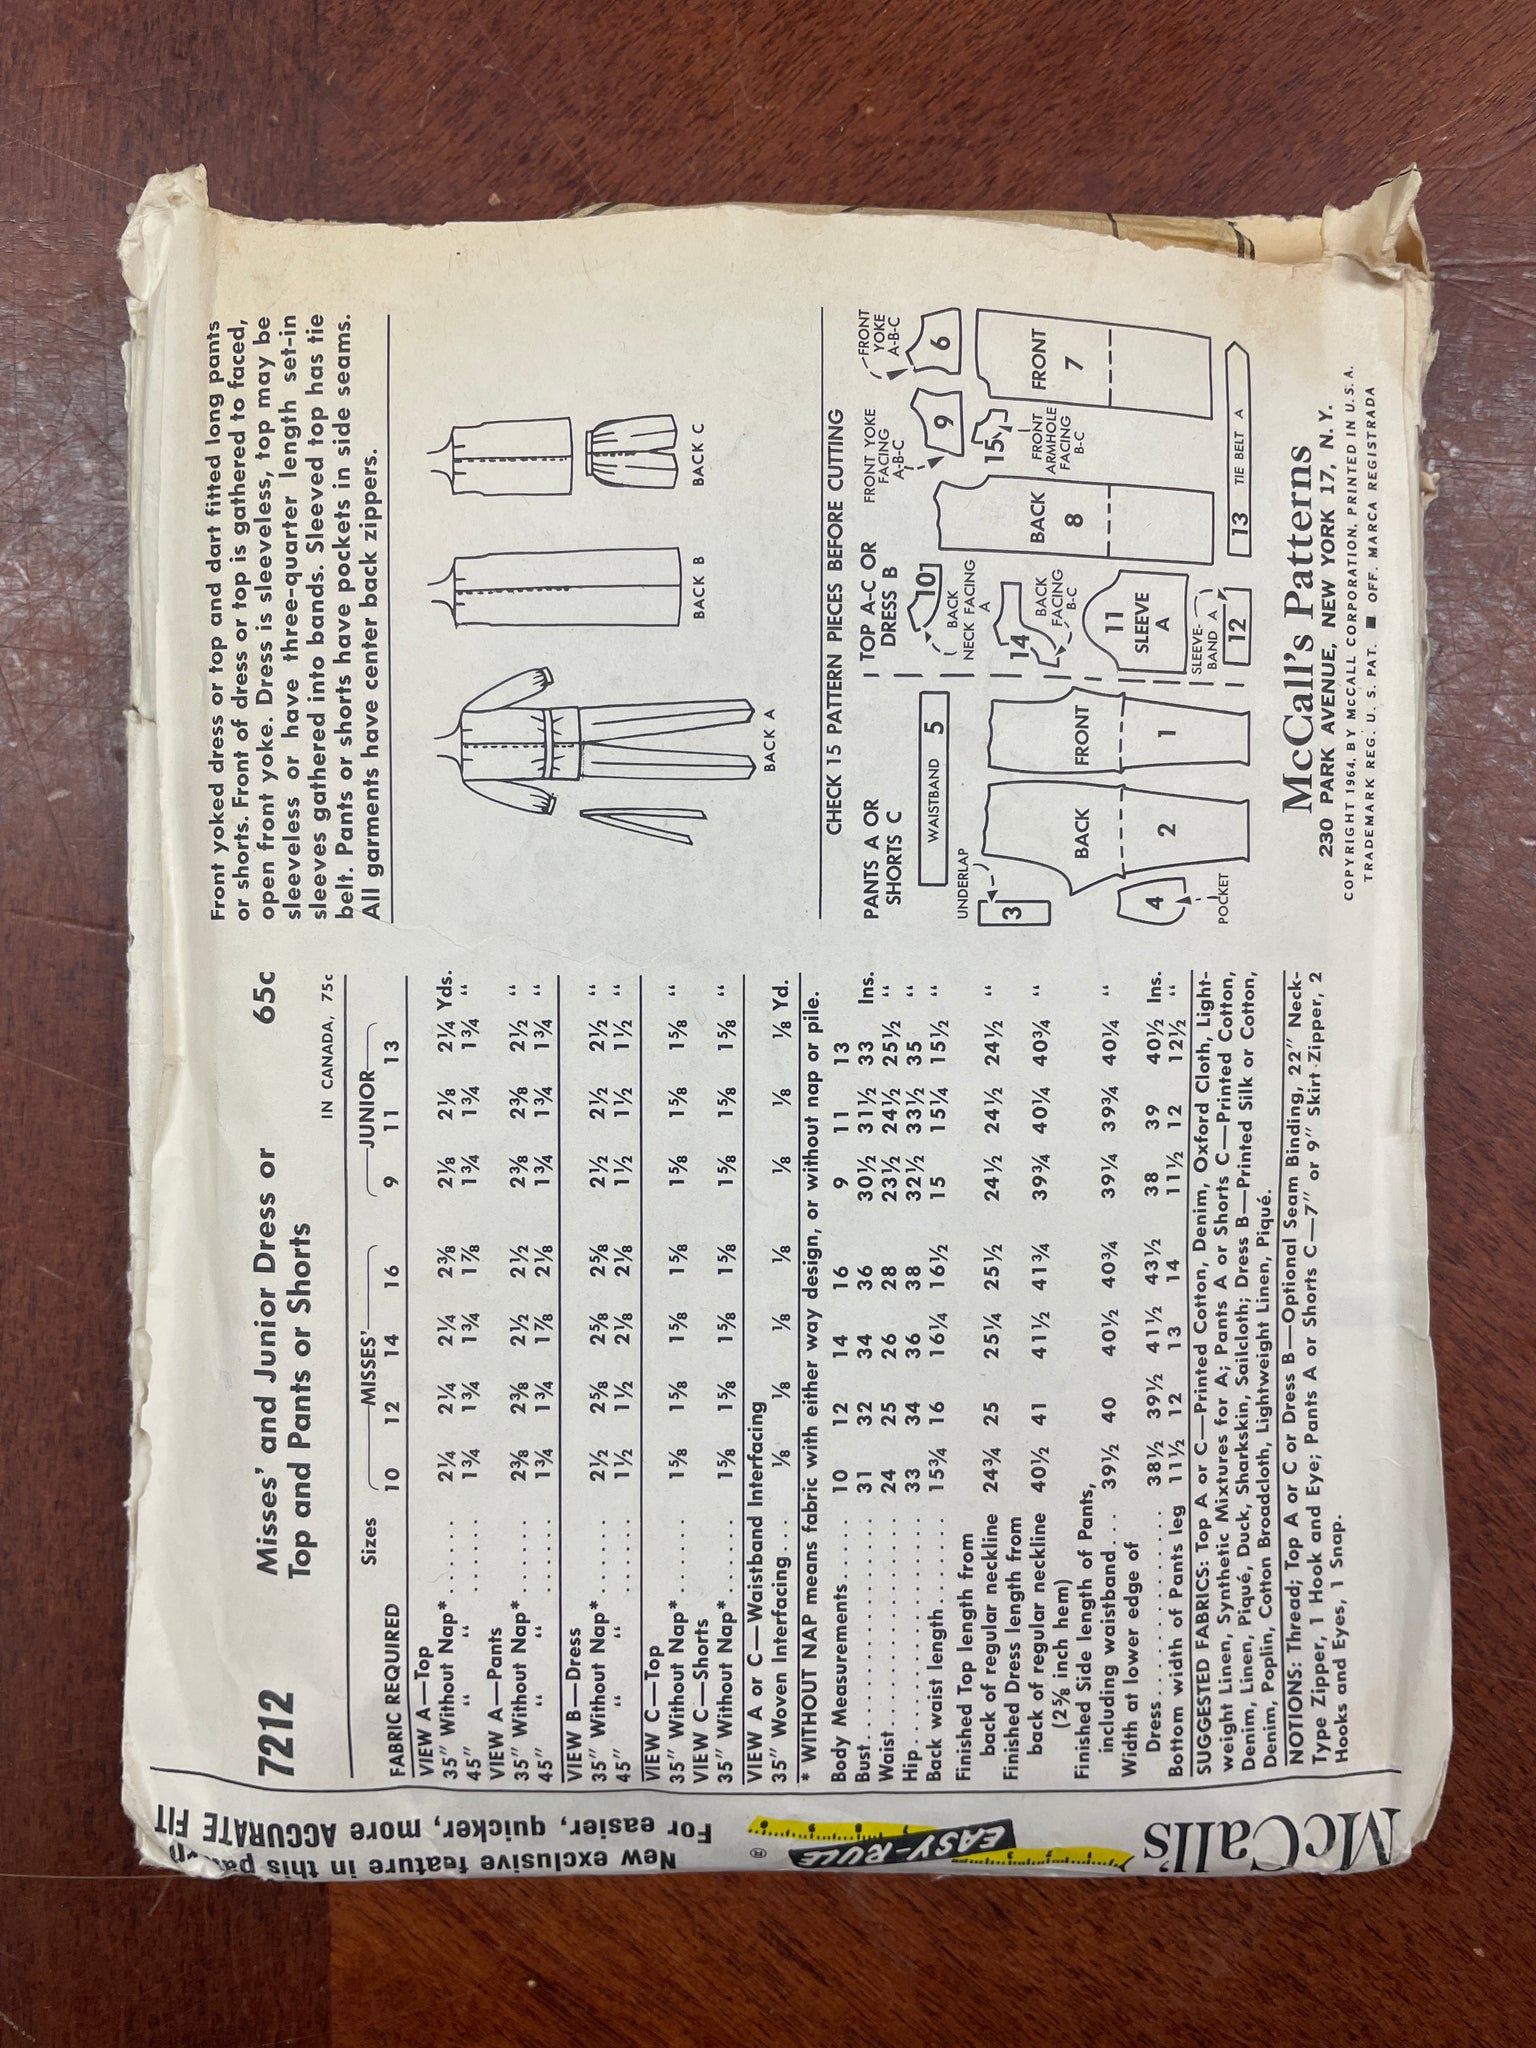 7212
Misses' and Junior Dress or
Top and Pants or Shorts
65c
IN CANADA, 75c
MISSES' JUNIOR
Sizes 10 12 14 16 9 11 13
FABRIC REQUIRED
VIEW A—Top
35" Without Nap*...... 2¼ 2¼ 2¼ 2⅜ 2⅛ 2⅛ 2¼ Yds.
45" " ...... 1¾ 1¾ 1¾ 1⅞ 1¾ 1¾ 1¾ "
VIEW A—Pants
35" Without Nap*...... 2⅜ 2⅜ 2½ 2½ 2⅜ 2⅜ 2½ "
45" " ...... 1¾ 1¾ 1⅞ 2⅛ 1¾ 1¾ 1¾ "
VIEW B—Dress
35" Without Nap*...... 2½ 2⅝ 2⅝ 2⅝ 2½ 2½ 2½ "
45" " ...... 1½ 1½ 2⅛ 2⅛ 1½ 1½ 1½ "
VIEW C—Top
35" Without Nap*...... 1⅝ 1⅝ 1⅝ 1⅝ 1⅝ 1⅝ 1⅝ "
VIEW C—Shorts
35" Without Nap*...... 1⅝ 1⅝ 1⅝ 1⅝ 1⅝ 1⅝ 1⅝ "
VIEW A or C—Waistband Interfacing
35" Woven Interfacing.... ⅛ ⅛ ⅛ ⅛ ⅛ ⅛ ⅛ Yd.
* WITHOUT NAP means fabric with either way design, or without nap or pile.
Body Measurements...... 10 12 14 16 9 11 13
Bust................ 31 32 34 36 30½ 31½ 33 Ins.
Waist............... 24 25 26 28 23½ 24½ 25½ "
Hip................. 33 34 36 38 32½ 33½ 35 "
Back waist length...... 15¾ 16 16¼ 16½ 15 15¼ 15½ "
Finished Top length from
back of regular neckline 24¾ 25 25¼ 25½ 24½ 24½ 24½ "
Finished Dress length from
back of regular neckline 40½ 41 41½ 41¾ 39¾ 40¼ 40¾ "
(2⅝ inch hem)
Finished Side length of Pants,
including waistband... 39½ 40 40½ 40¾ 39¼ 39¾ 40¼ "
Width at lower edge of
Dress............ 38½ 39½ 41½ 43½ 38 39 40½ Ins.
Bottom width of Pants leg 11½ 12 13 14 11½ 12 12½ "
SUGGESTED FABRICS: Top A or C—Printed Cotton, Denim, Oxford Cloth, Light-
weight Linen, Synthetic Mixtures for A; Pants A or Shorts C—Printed Cotton,
Denim, Linen, Piqué, Duck, Sharkskin, Sailcloth; Dress B—Printed Silk or Cotton,
Denim, Poplin, Cotton Broadcloth, Lightweight Linen, Piqué.
NOTIONS: Thread; Top A or C or Dress B—Optional Seam Binding, 22" Neck-
Type Zipper, 1 Hook and Eye; Pants A or Shorts C—7" or 9" Skirt Zipper, 2
Hooks and Eyes, 1 Snap.
Front yoked dress or top and dart fitted long pants
or shorts. Front of dress or top is gathered to faced,
open front yoke. Dress is sleeveless, top may be
sleeveless or have three-quarter length set-in
sleeves gathered into bands. Sleeved top has tie
belt. Pants or shorts have pockets in side seams.
All garments have center back zippers.
BACK A
BACK B
BACK C
CHECK 15 PATTERN PIECES BEFORE CUTTING
PANTS A OR
SHORTS C
UNDERLAP
3
WAISTBAND 5
BACK
2
FRONT
1
4
POCKET
TOP A-C OR
DRESS B
10
BACK
NECK FACING
A
14
BACK
FACING
B-C
11
SLEEVE
A
SLEEVE-
BAND A
12
FRONT YOKE
FACING
A-B-C
9
FRONT
YOKE
A-B-C
6
BACK
8
15
FRONT
ARMHOLE
FACING
B-C
FRONT
7
13 TIE BELT A
McCall's Patterns
230 PARK AVENUE, NEW YORK 17, N. Y.
COPYRIGHT 1964, BY McCALL CORPORATION, PRINTED IN U. S. A.
TRADEMARK REG. U. S. PAT. ■ OFF. MARCA REGISTRADA
McCall's
EASY-RULE
®
New exclusive feature in this
For easier, quicker, more ACCURATE FIT